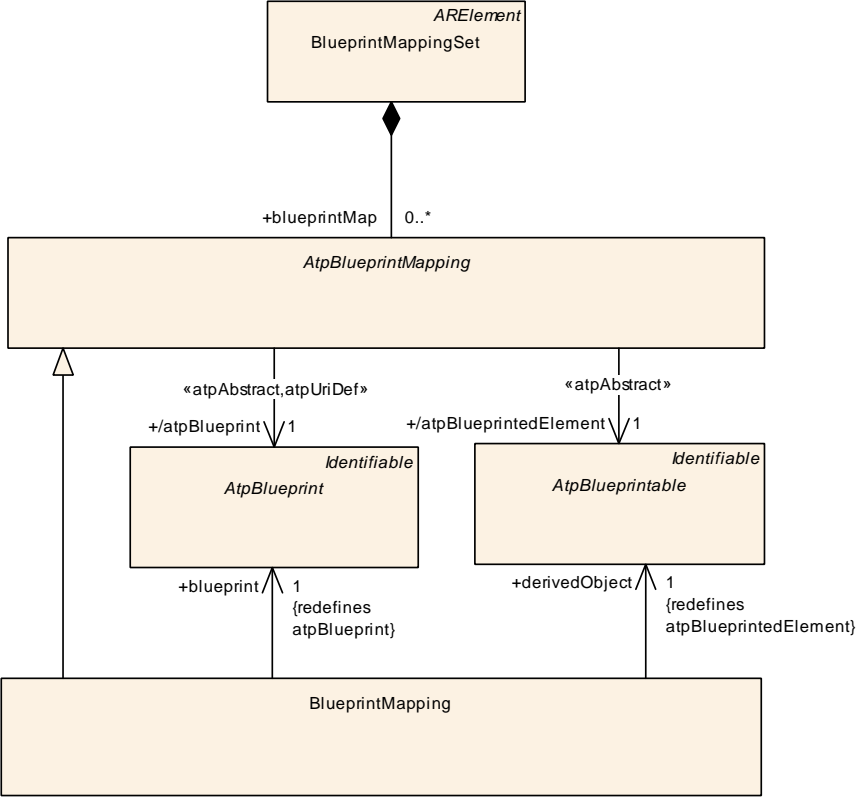 ARElement
BlueprintMappingSet
+blueprintMap 0..*
AtpBlueprintMapping
«atpAbstract,atpUriDef»
«atpAbstract»
+/atpBlueprint 1
+/atpBlueprintedElement 1
Identifiable
AtpBlueprint
Identifiable
AtpBlueprintable
+blueprint 1
{redefines
atpBlueprint}
+derivedObject 1
{redefines
atpBlueprintedElement}
BlueprintMapping